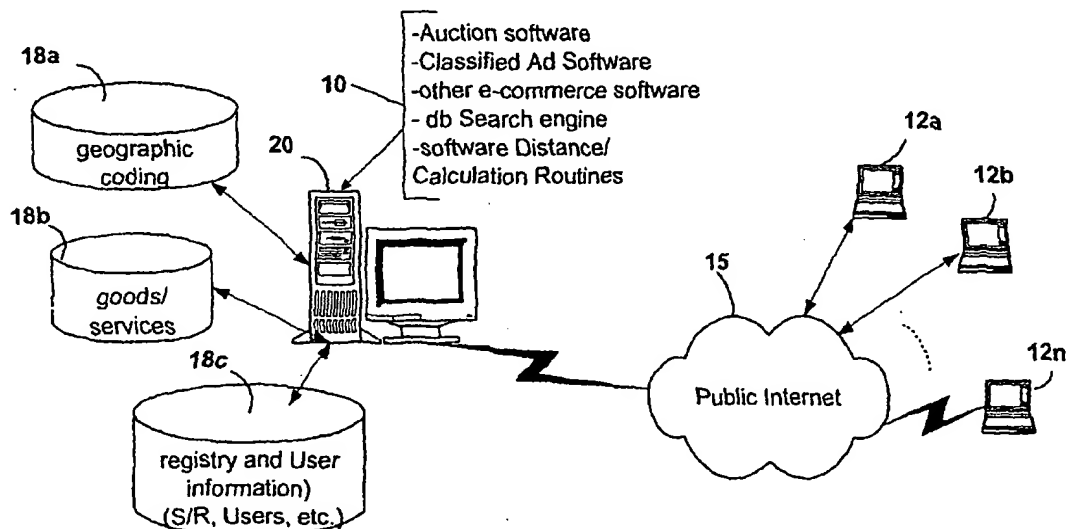 -Auction software
-Classified Ad Software
-other e-commerce software
- db Search engine
-software Distance/
Calculation Routines
10
18a
geographic
coding
20
18b
goods/
services
18c
registry and User
information)
(S/R, Users, etc.)
15
Public Internet
12a
12b
12n